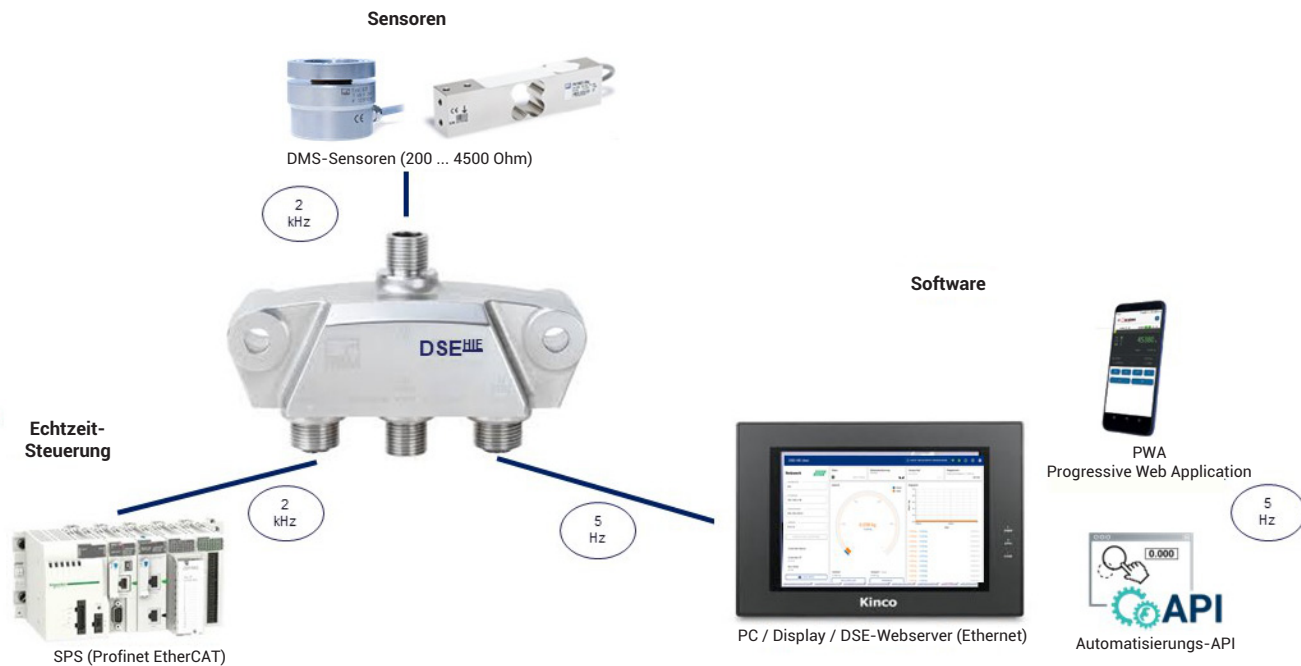 Sensoren
DMS-Sensoren (200 ... 4500 Ohm)
2
kHz
DSE HIE
Software
Echtzeit-
Steuerung
2
kHz
5
Hz
PWA
Progressive Web Application
5
Hz
Kinco
0.000
API
SPS (Profinet EtherCAT)
PC / Display / DSE-Webserver (Ethernet)
Automatisierungs-API